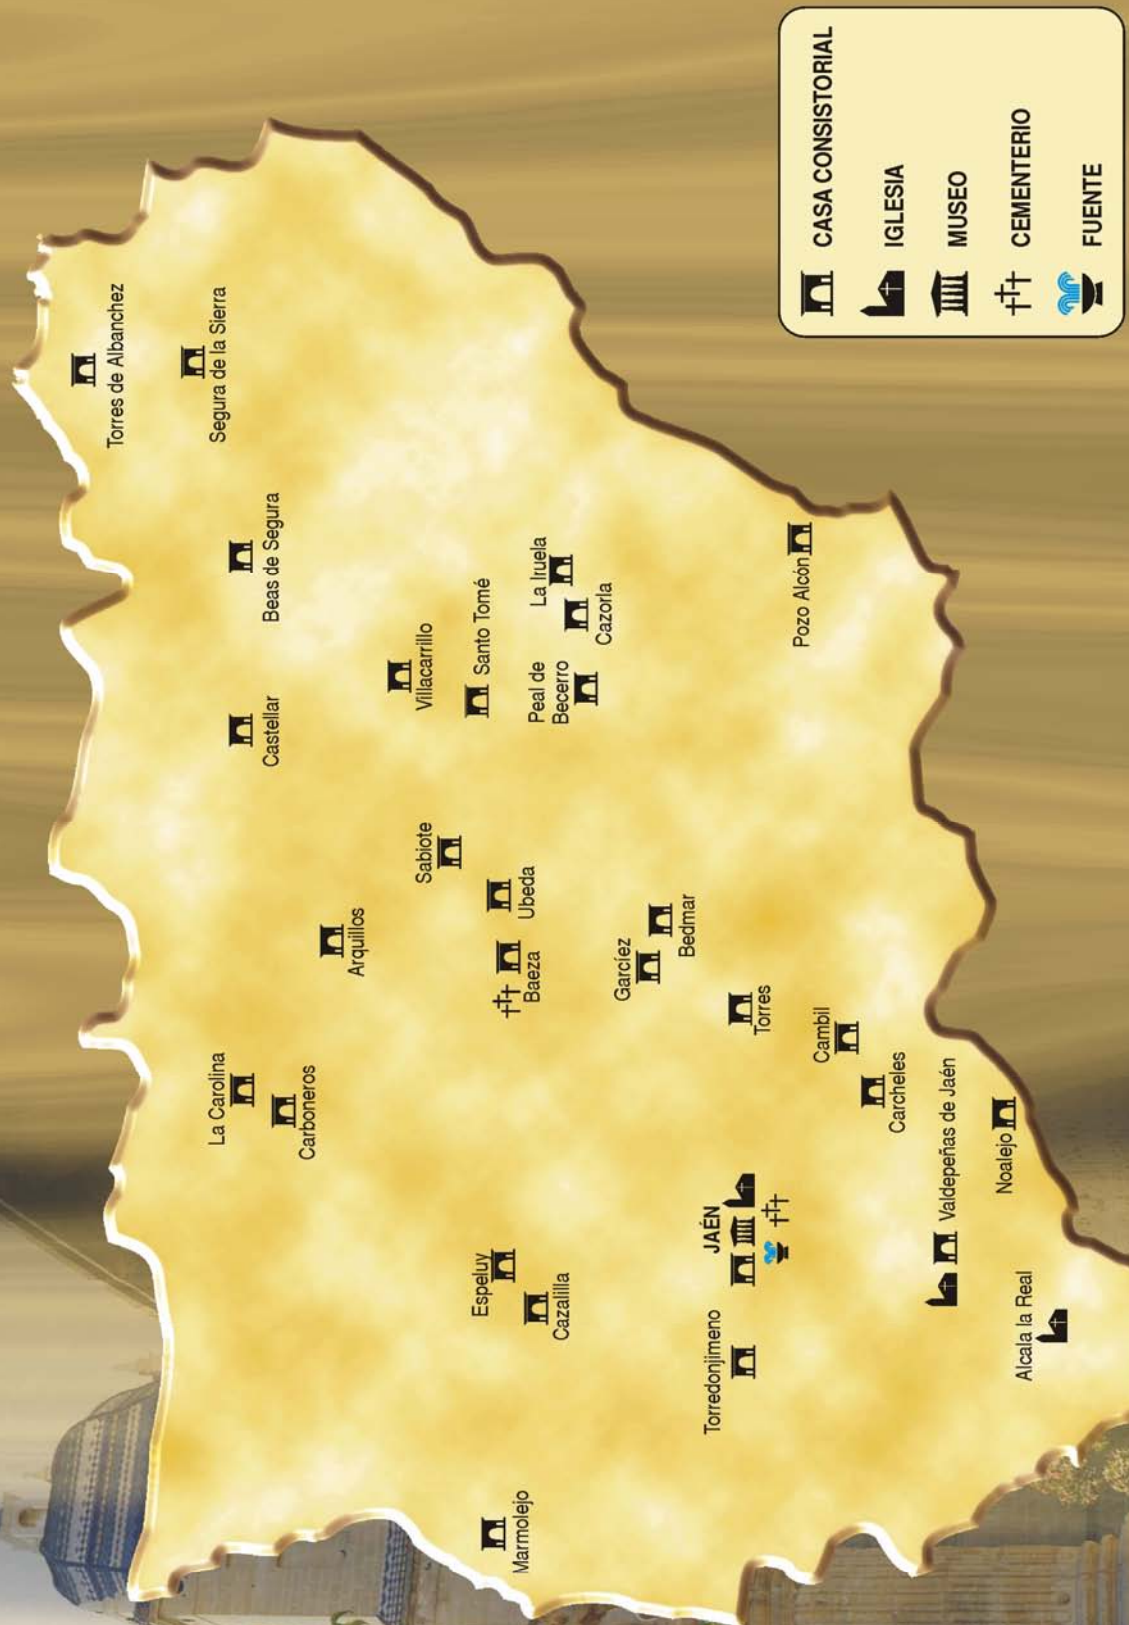 Torres de Albanchez
Segura de la Sierra
Beas de Segura
Castellar
La Carolina
Carboneros
Arquillos
Villacarrillo
Santo Tomé
Sabiote
Ubeda
Baeza
La Iruela
Cazorla
Peal de
Becerro
Espeluy
Cazalilla
Marmolejo
Garcíez
Bedmar
Torres
JAÉN
Torredonjimeno
Pozo Alcón
Cambil
Carcheles
Valdepeñas de Jaén
Noalejo
Alcala la Real
CASA CONSISTORIAL
IGLESIA
MUSEO
CEMENTERIO
FUENTE